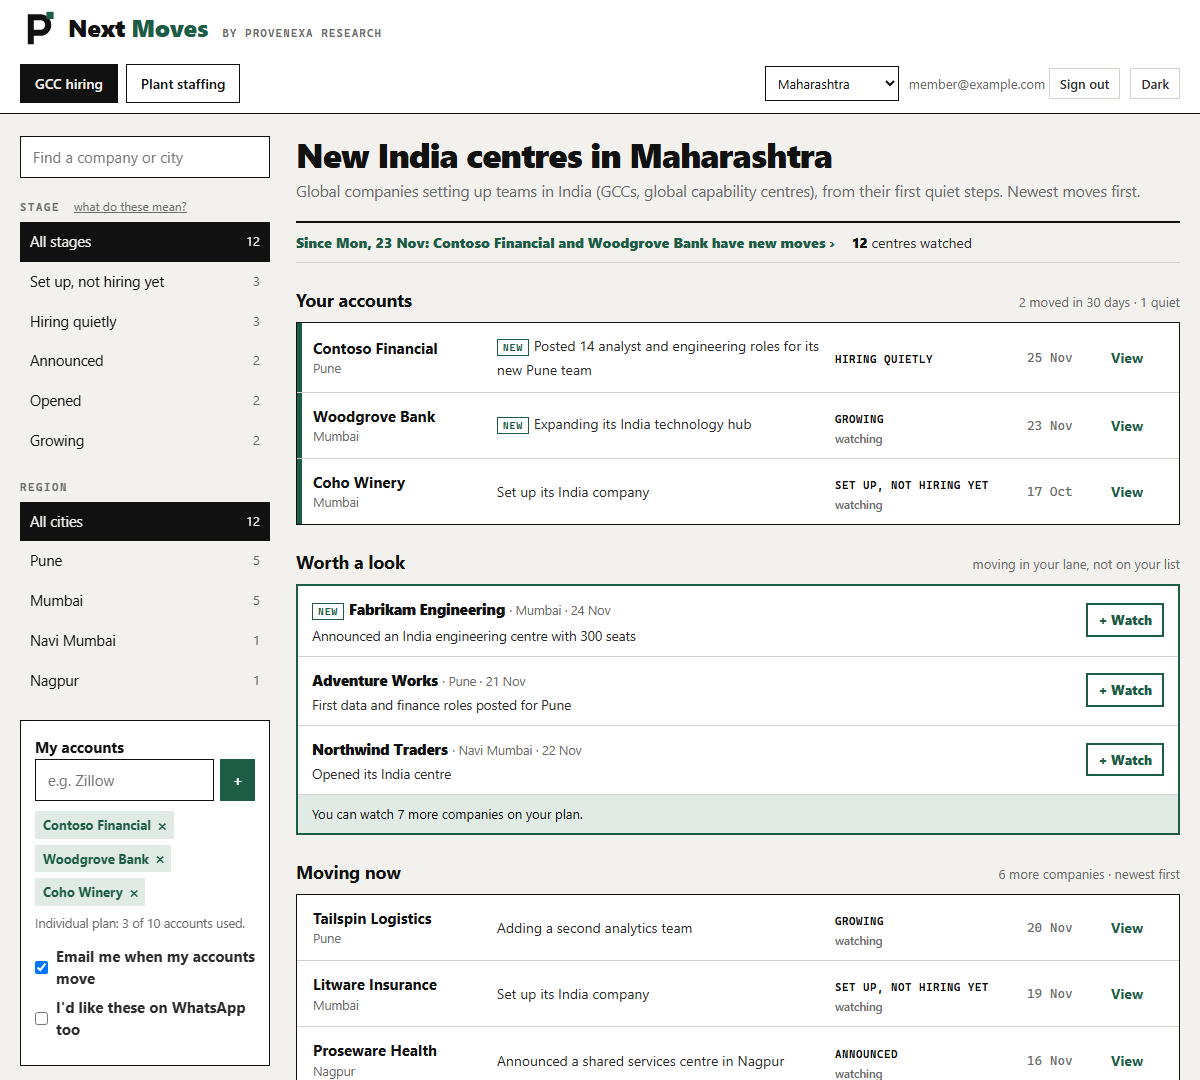 P Next Moves BY PROVENEXA RESEARCH
GCC hiring
Plant staffing
Maharashtra
member@example.com
Sign out
Dark
Find a company or city
STAGE what do these mean?
All stages 12
Set up, not hiring yet 3
Hiring quietly 3
Announced 2
Opened 2
Growing 2
REGION
All cities 12
Pune 5
Mumbai 5
Navi Mumbai 1
Nagpur 1
My accounts
e.g. Zillow
+
Contoso Financial ×
Woodgrove Bank ×
Coho Winery ×
Individual plan: 3 of 10 accounts used.
Email me when my accounts
move
I'd like these on WhatsApp
too
New India centres in Maharashtra
Global companies setting up teams in India (GCCs, global capability centres), from their first quiet steps. Newest moves first.
Since Mon, 23 Nov: Contoso Financial and Woodgrove Bank have new moves › 12 centres watched
Your accounts
2 moved in 30 days · 1 quiet
Contoso Financial
Pune
NEW Posted 14 analyst and engineering roles for its
new Pune team
HIRING QUIETLY
25 Nov
View
Woodgrove Bank
Mumbai
NEW Expanding its India technology hub
GROWING
watching
23 Nov
View
Coho Winery
Mumbai
Set up its India company
SET UP, NOT HIRING YET
watching
17 Oct
View
Worth a look
moving in your lane, not on your list
NEW Fabrikam Engineering · Mumbai · 24 Nov
Announced an India engineering centre with 300 seats
+ Watch
Adventure Works · Pune · 21 Nov
First data and finance roles posted for Pune
+ Watch
Northwind Traders · Navi Mumbai · 22 Nov
Opened its India centre
+ Watch
You can watch 7 more companies on your plan.
Moving now
6 more companies · newest first
Tailspin Logistics
Pune
Adding a second analytics team
GROWING
watching
20 Nov
View
Litware Insurance
Mumbai
Set up its India company
SET UP, NOT HIRING YET
watching
19 Nov
View
Proseware Health
Nagpur
Announced a shared services centre in Nagpur
ANNOUNCED
watching
16 Nov
View